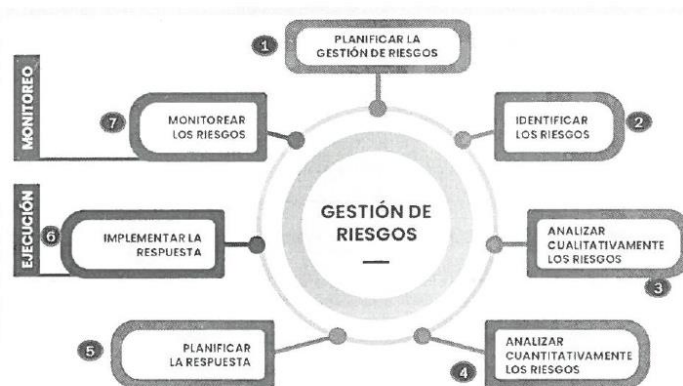 1
PLANIFICAR LA
GESTIÓN DE RIESGOS
MONITOREO
7
MONITOREAR
LOS RIESGOS
IDENTIFICAR
LOS RIESGOS
2
GESTIÓN DE
RIESGOS
EJECUCIÓN
6
IMPLEMENTAR LA
RESPUESTA
ANALIZAR
CUALITATIVAMENTE
LOS RIESGOS
3
5
PLANIFICAR
LA RESPUESTA
4
ANALIZAR
CUANTITATIVAMENTE
LOS RIESGOS